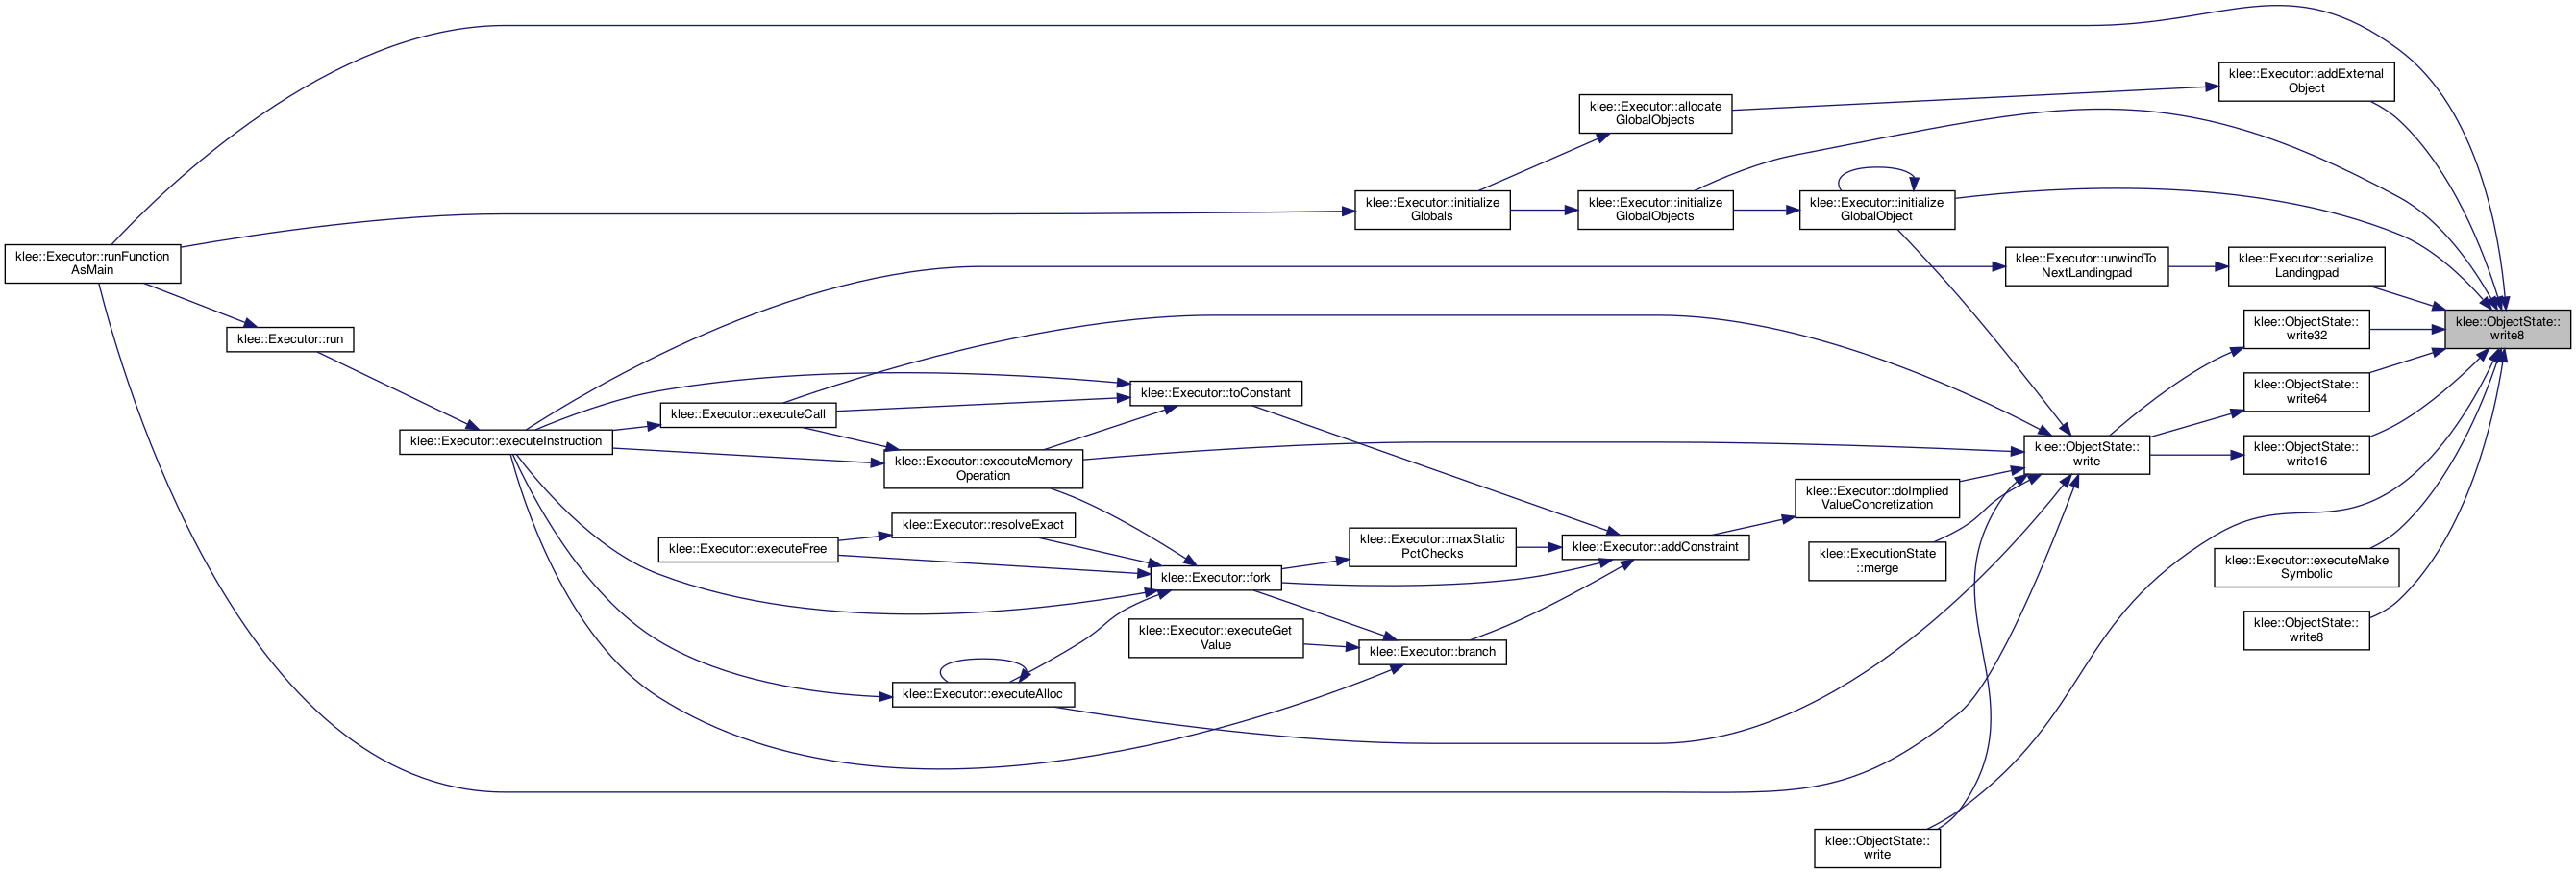 klee::Executor::runFunction
AsMain
klee::Executor::run
klee::Executor::executeInstruction
klee::Executor::executeCall
klee::Executor::executeFree
klee::Executor::executeMemory
Operation
klee::Executor::resolveExact
klee::Executor::executeAlloc
klee::Executor::toConstant
klee::Executor::fork
klee::Executor::executeGet
Value
klee::Executor::initialize
Globals
klee::Executor::maxStatic
PctChecks
klee::Executor::branch
klee::Executor::allocate
GlobalObjects
klee::Executor::initialize
GlobalObjects
klee::Executor::addConstraint
klee::Executor::initialize
GlobalObject
klee::Executor::doImplied
ValueConcretization
klee::ExecutionState
::merge
klee::ObjectState::
write
klee::Executor::unwindTo
NextLandingpad
klee::ObjectState::
write
klee::Executor::addExternal
Object
klee::Executor::serialize
Landingpad
klee::ObjectState::
write32
klee::ObjectState::
write64
klee::ObjectState::
write16
klee::Executor::executeMake
Symbolic
klee::ObjectState::
write8
klee::ObjectState::
write8